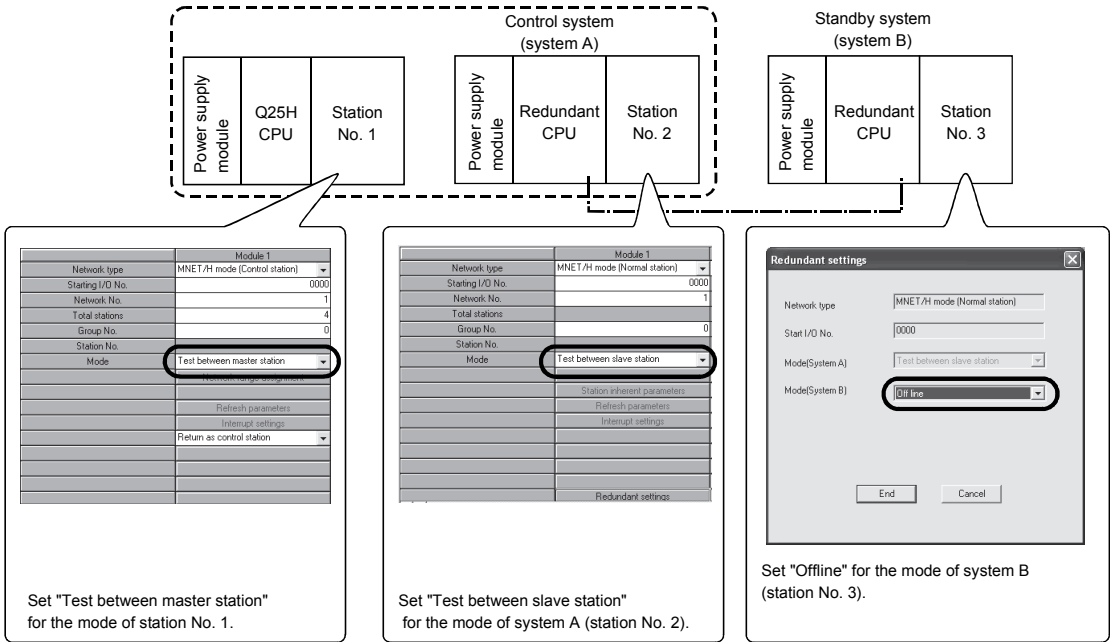 Control system
(system A)
Standby system
(system B)
Power supply
module
Q25H
CPU
Station
No. 1
Power supply
module
Redundant
CPU
Station
No. 2
Power supply
module
Redundant
CPU
Station
No. 3
Module 1
Network type MNET/H mode (Control station)
Starting I/O No. 0000
Network No. 1
Total stations 4
Group No. 0
Station No.
Mode Test between master station
Network range assignment
Refresh parameters
Interrupt settings
Return as control station
Set "Test between master station"
for the mode of station No. 1.
Module 1
Network type MNET/H mode (Normal station)
Starting I/O No. 0000
Network No. 1
Total stations
Group No. 0
Station No.
Mode Test between slave station
Station inherent parameters
Refresh parameters
Interrupt settings
Redundant settings
Set "Test between slave station"
for the mode of system A (station No. 2).
Redundant settings
Network type MNET/H mode (Normal station)
Start I/O No. 0000
Mode(System A) Test between slave station
Mode(System B) Off line
End Cancel
Set "Offline" for the mode of system B
(station No. 3).